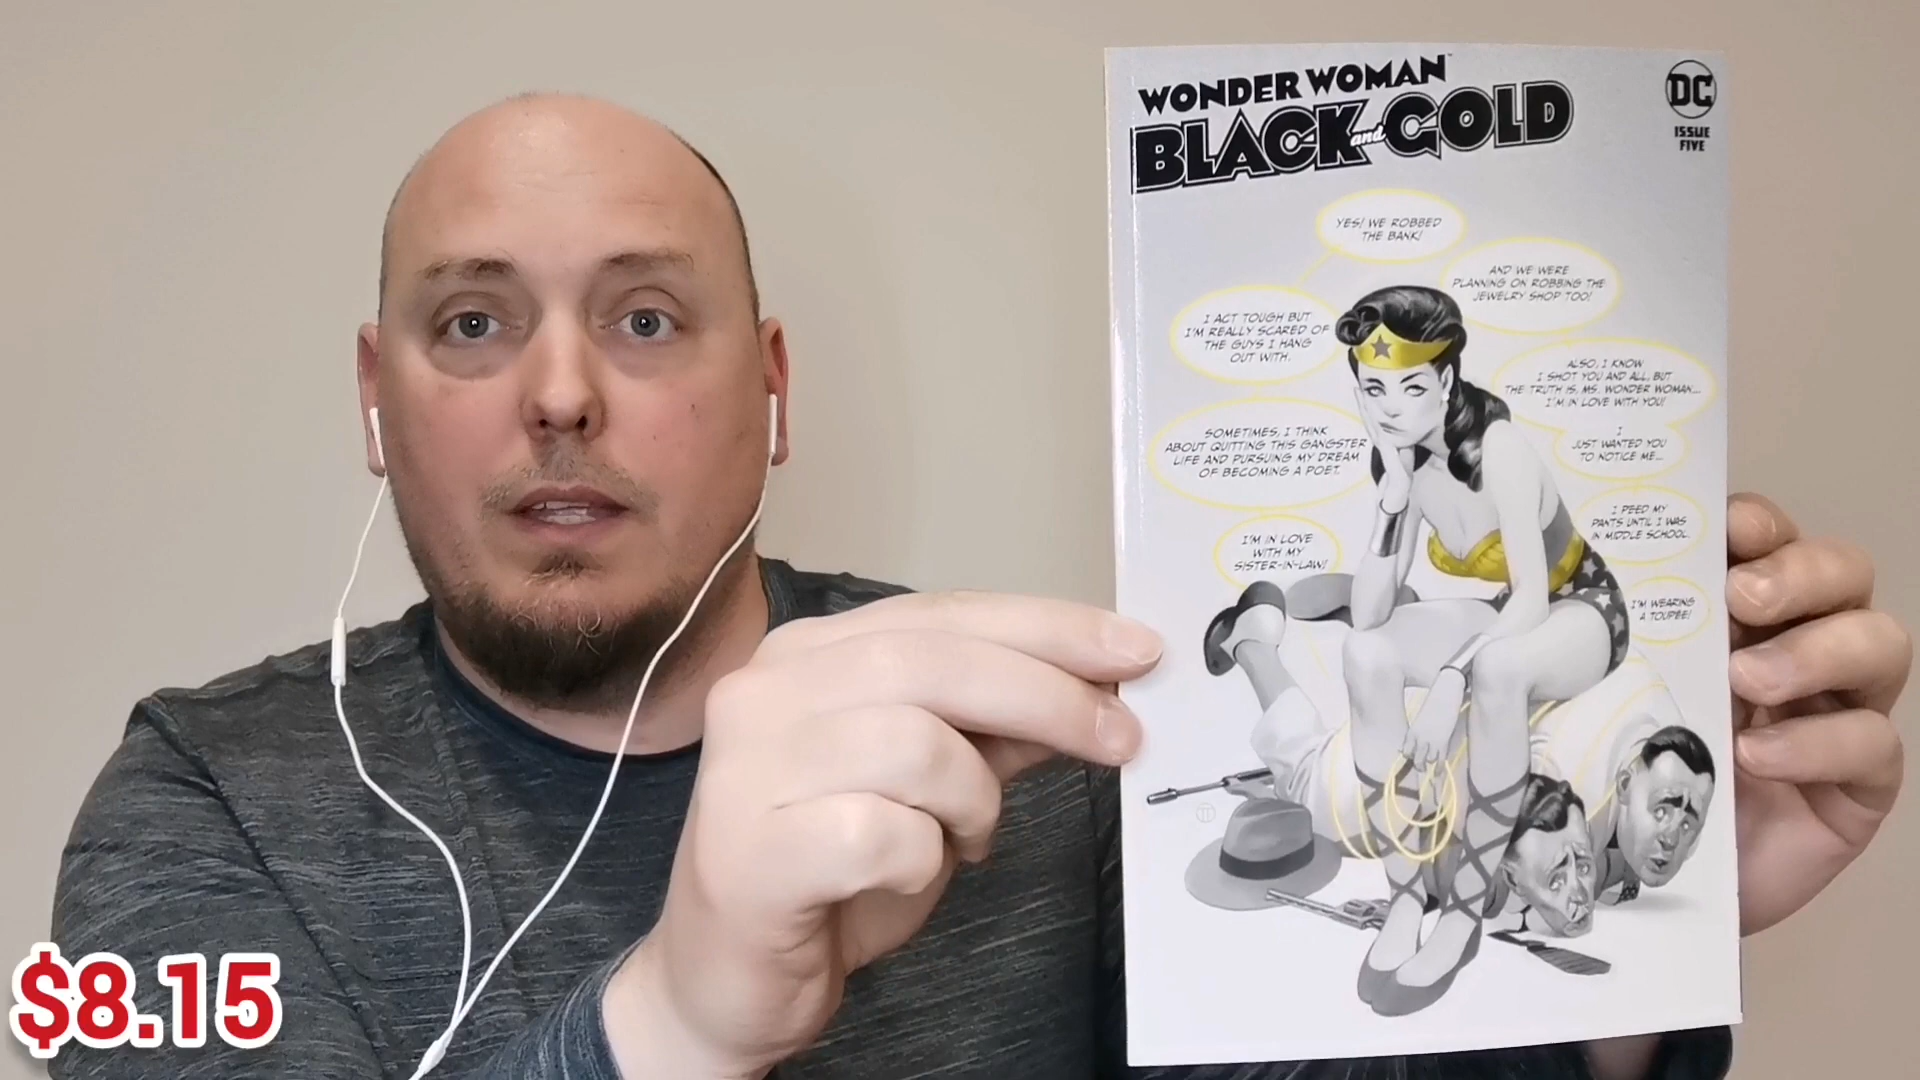 WONDER WOMAN
BLACK and GOLD
DC
ISSUE
FIVE
YES! WE ROBBED
THE BANK!
AND WE WERE
PLANNING ON ROBBING THE
JEWELRY SHOP TOO!
I ACT TOUGH BUT
I'M REALLY SCARED OF
THE GUYS I HANG
OUT WITH.
ALSO, I KNOW
I SHOT YOU AND ALL, BUT
THE TRUTH IS, MS. WONDER WOMAN...
I'M IN LOVE WITH YOU!
I
JUST WANTED YOU
TO NOTICE ME...
SOMETIMES, I THINK
ABOUT QUITTING THIS GANGSTER
LIFE AND PURSUING MY DREAM
OF BECOMING A POET.
I PEED MY
PANTS UNTIL I WAS
IN MIDDLE SCHOOL.
I'M IN LOVE
WITH MY
SISTER-IN-LAW!
I'M WEARING
A TOUPEE!
$8.15